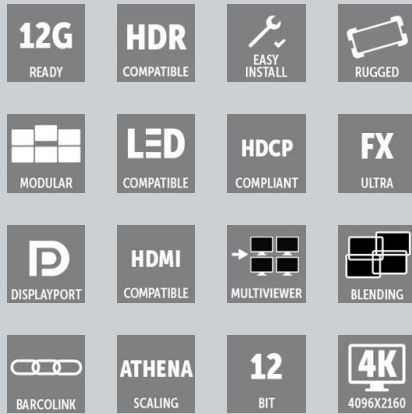 12G
READY
HDR
COMPATIBLE
EASY
INSTALL
RUGGED
MODULAR
LED
COMPATIBLE
HDCP
COMPLIANT
FX
ULTRA
D
DISPLAYPORT
HDMI
COMPATIBLE
MULTIVIEWER
BLENDING
BARCOLINK
ATHENA
SCALING
12
BIT
4K
4096X2160